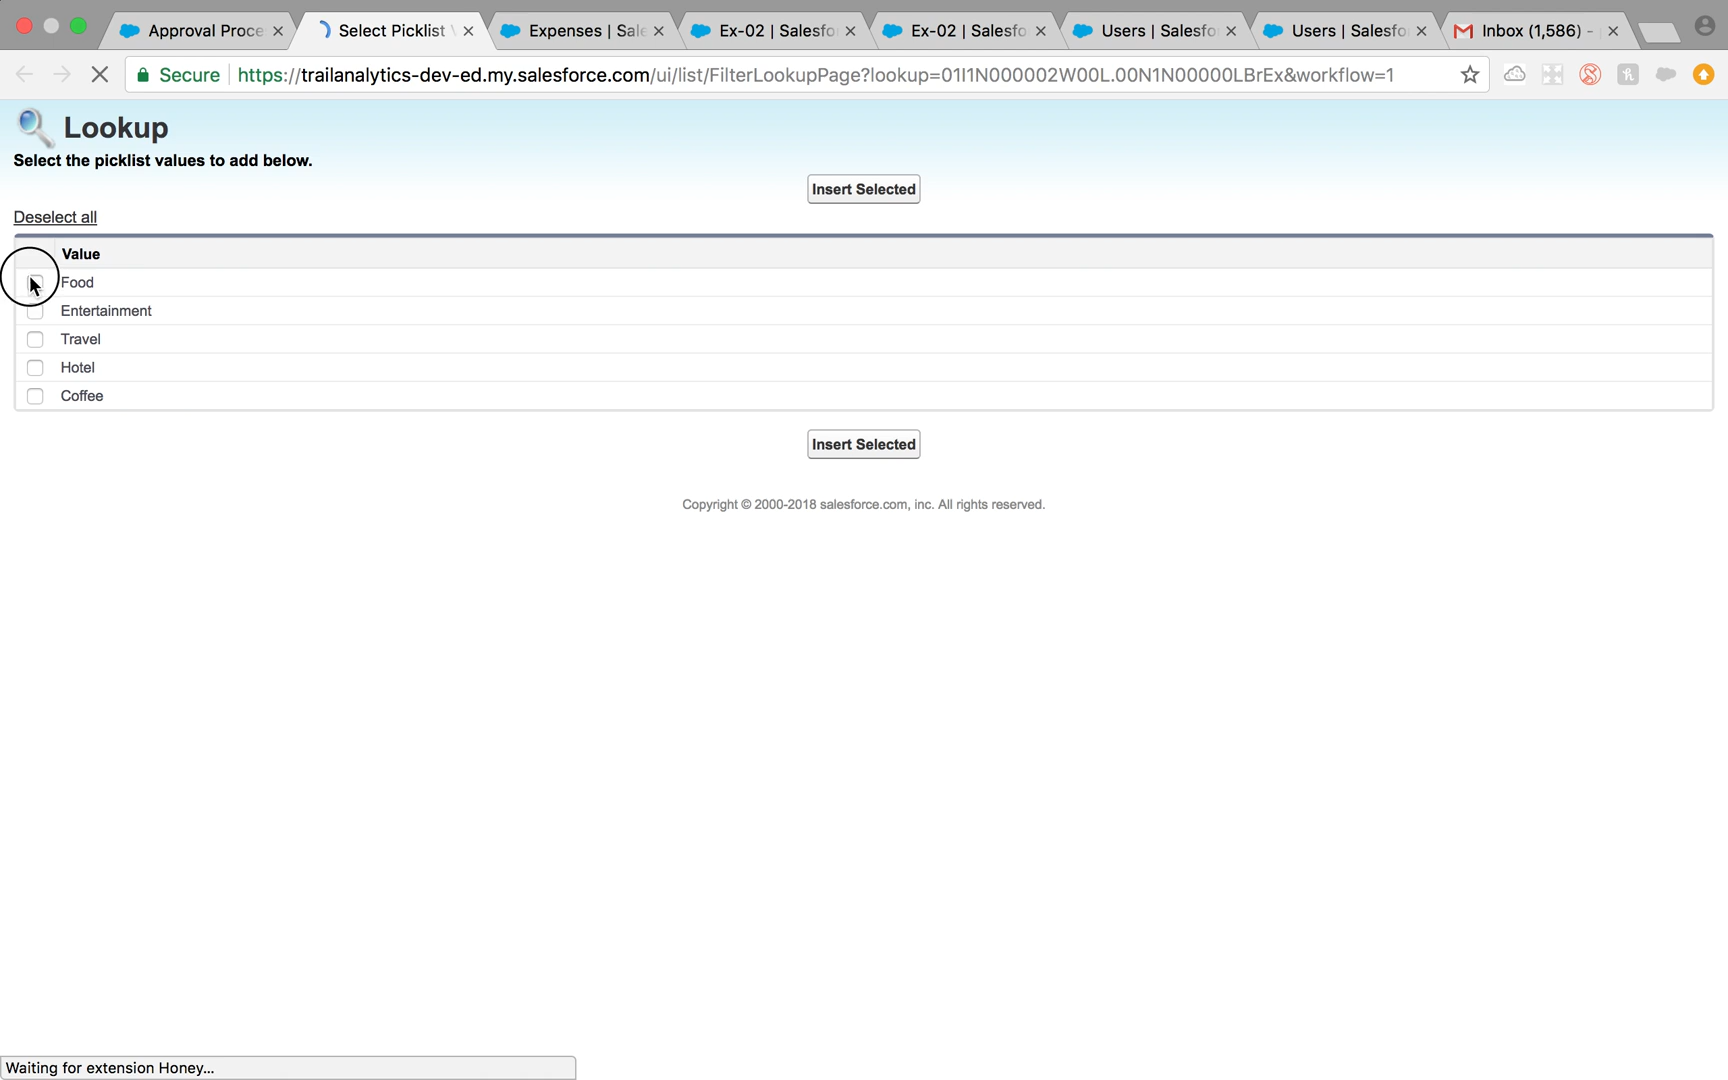 Approval Proce
Select Picklist
Expenses | Sale
Ex-02 | Salesfo
Ex-02 | Salesfo
Users | Salesfo
Users | Salesfo
Inbox (1,586) -
Secure
https://trailanalytics-dev-ed.my.salesforce.com/ui/list/FilterLookupPage?lookup=01I1N000002W00L.00N1N00000LBrEx&workflow=1
Lookup
Select the picklist values to add below.
Insert Selected
Deselect all
Value
Food
Entertainment
Travel
Hotel
Coffee
Insert Selected
Copyright © 2000-2018 salesforce.com, inc. All rights reserved.
Waiting for extension Honey...